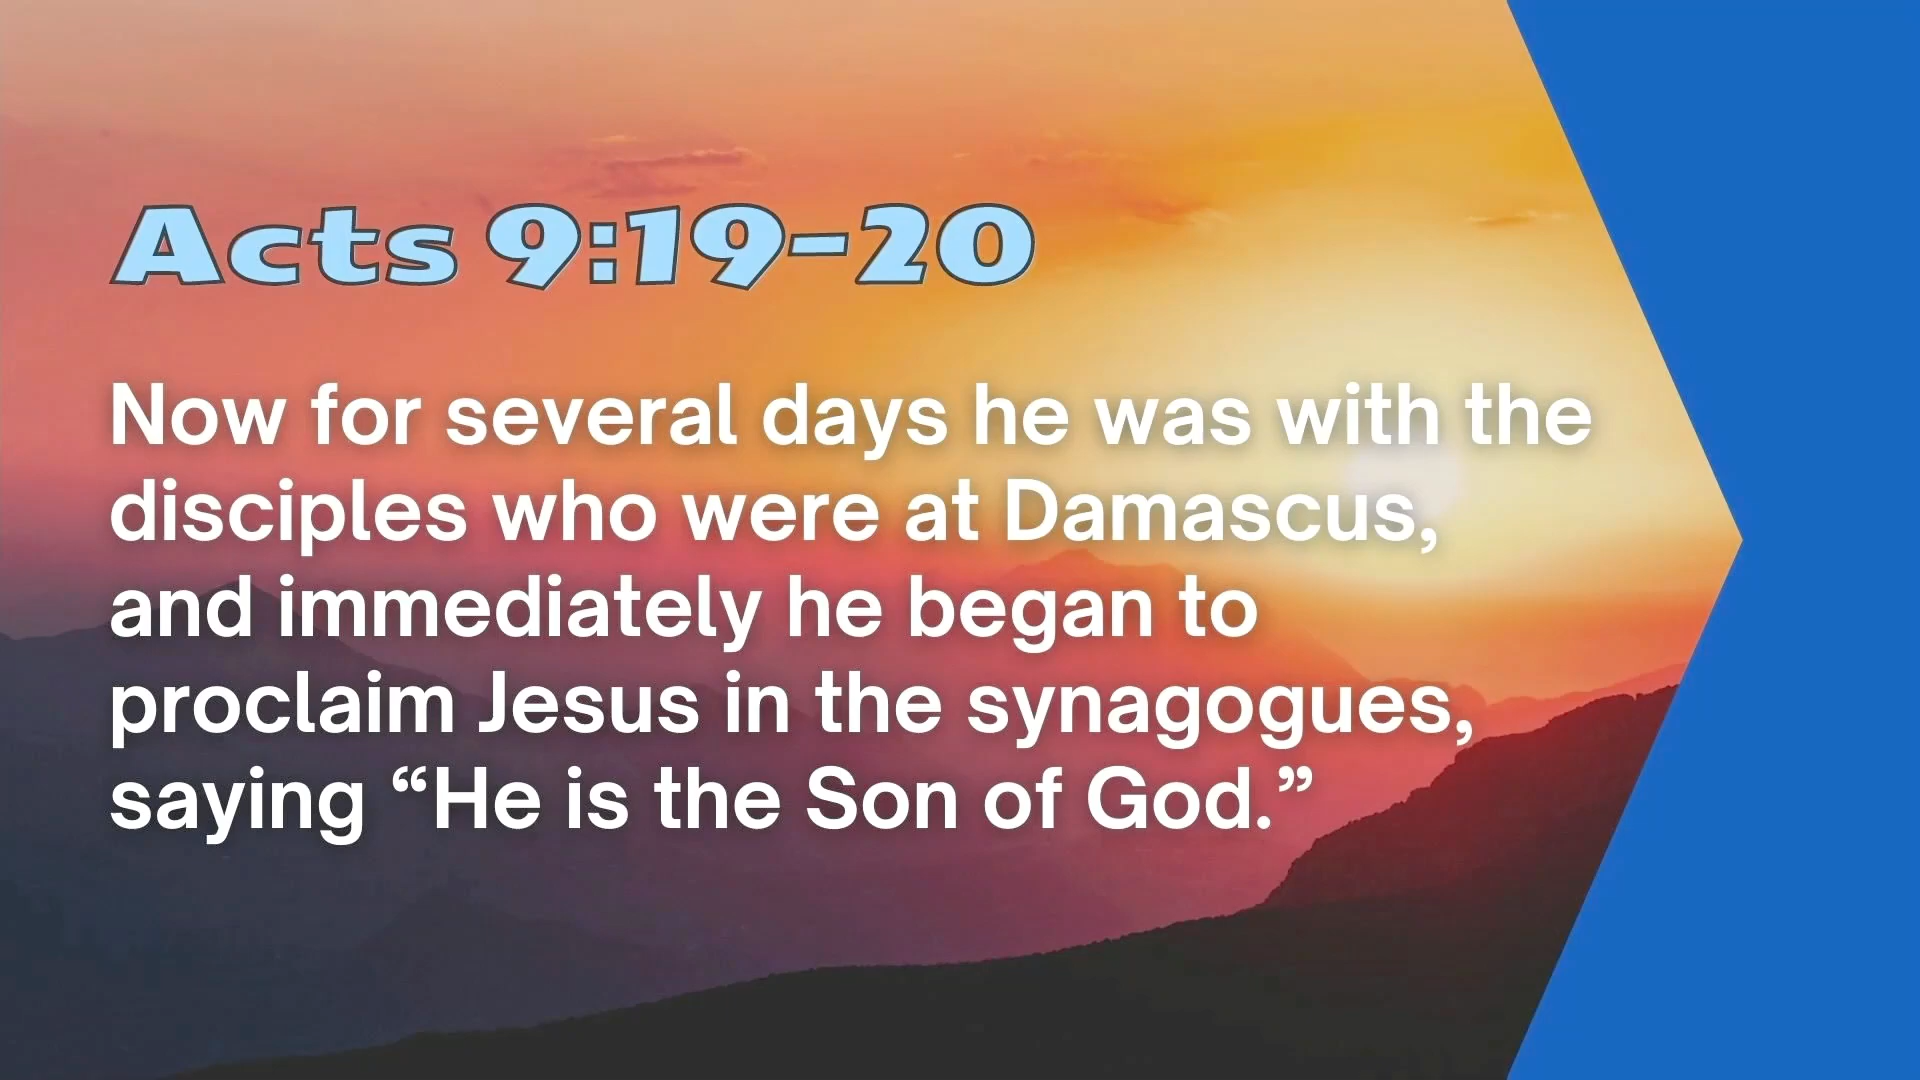 Acts 9:19-20
Now for several days he was with the
disciples who were at Damascus,
and immediately he began to
proclaim Jesus in the synagogues,
saying “He is the Son of God.”